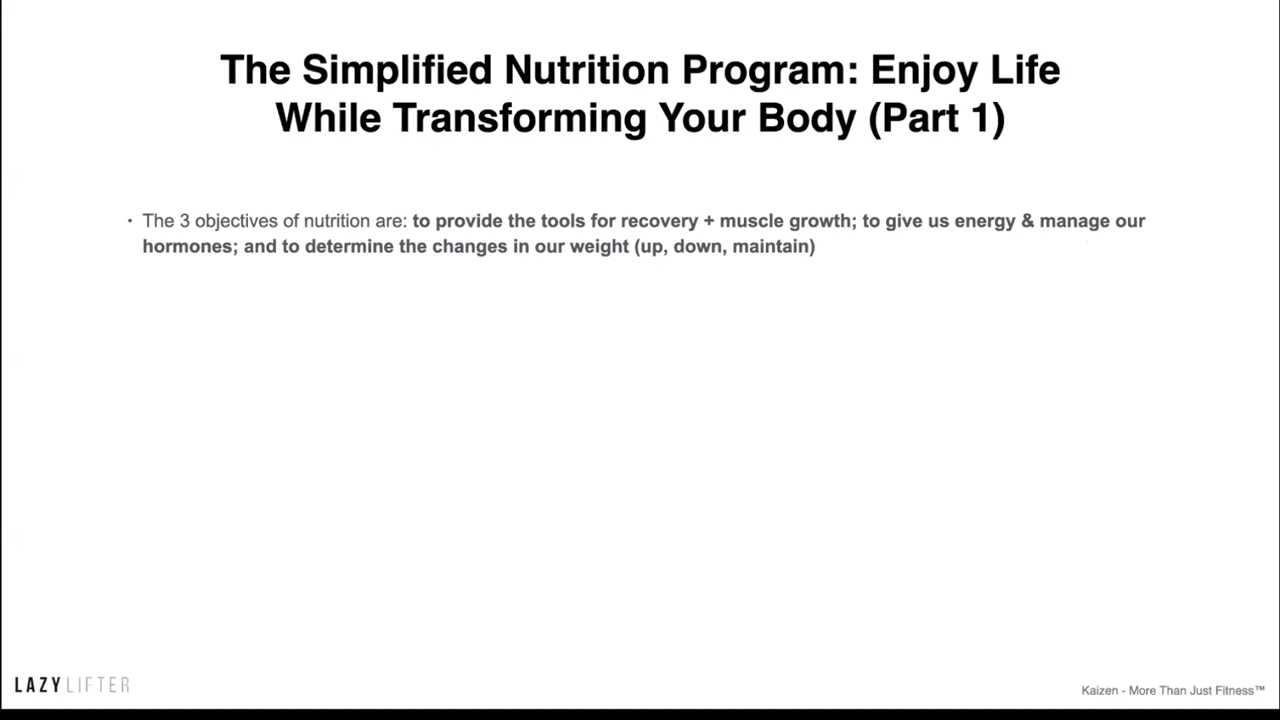 The Simplified Nutrition Program: Enjoy Life
While Transforming Your Body (Part 1)
• The 3 objectives of nutrition are: to provide the tools for recovery + muscle growth; to give us energy & manage our
hormones; and to determine the changes in our weight (up, down, maintain)
LAZYLIFTER
Kaizen - More Than Just Fitness™